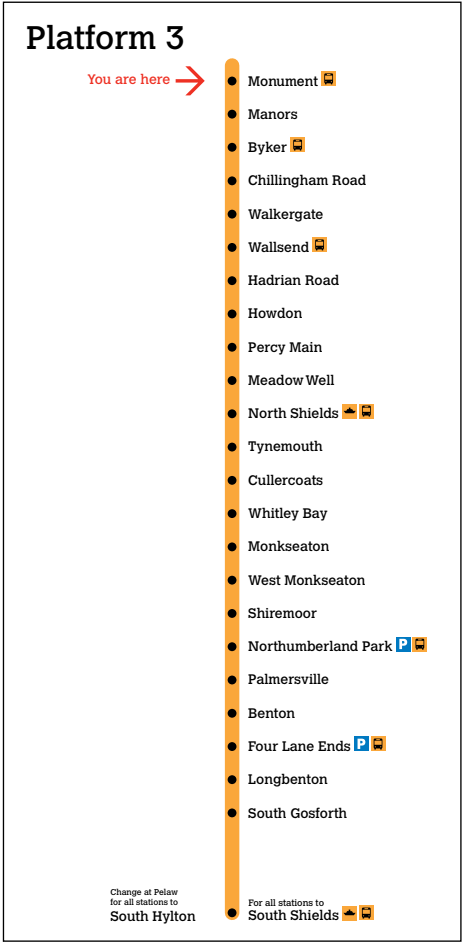 Platform 3
You are here
Monument
Manors
Byker
Chillingham Road
Walkergate
Wallsend
Hadrian Road
Howdon
Percy Main
Meadow Well
North Shields
Tynemouth
Cullercoats
Whitley Bay
Monkseaton
West Monkseaton
Shiremoor
Northumberland Park P
Palmersville
Benton
Four Lane Ends P
Longbenton
South Gosforth
Change at Pelaw
for all stations to
South Hylton
For all stations to
South Shields